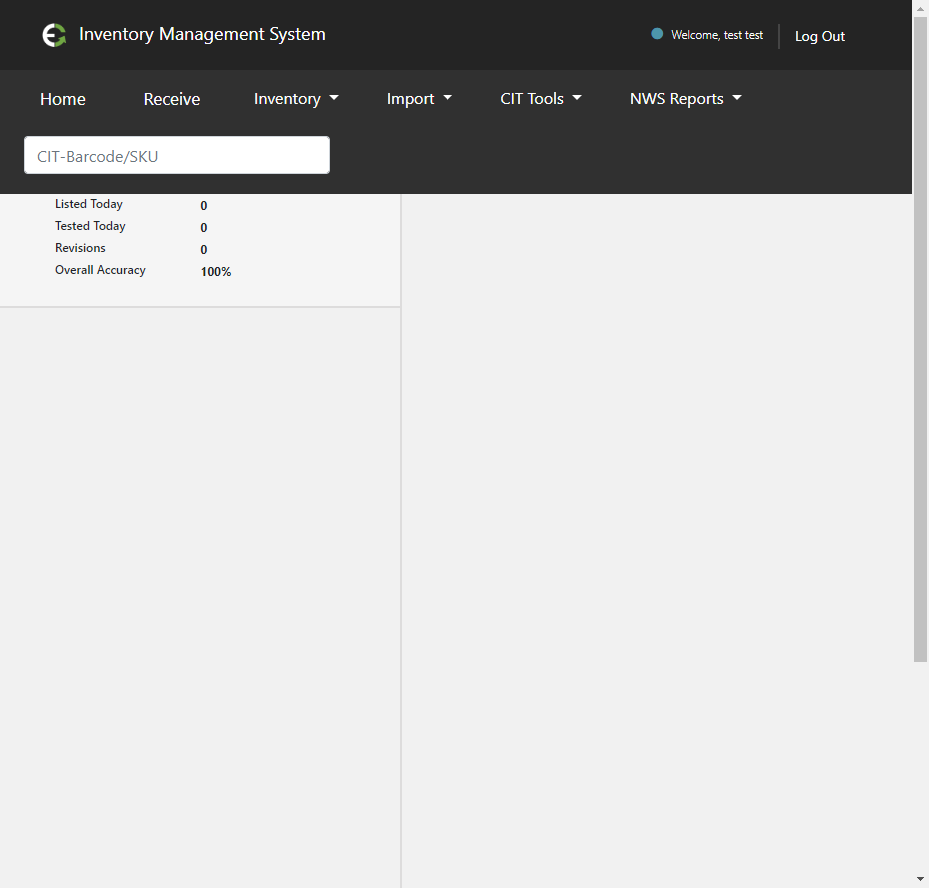 Inventory Management System
Welcome, test test
Log Out
Home
Receive
Inventory
Import
CIT Tools
NWS Reports
CIT-Barcode/SKU
Listed Today 0
Tested Today 0
Revisions 0
Overall Accuracy 100%